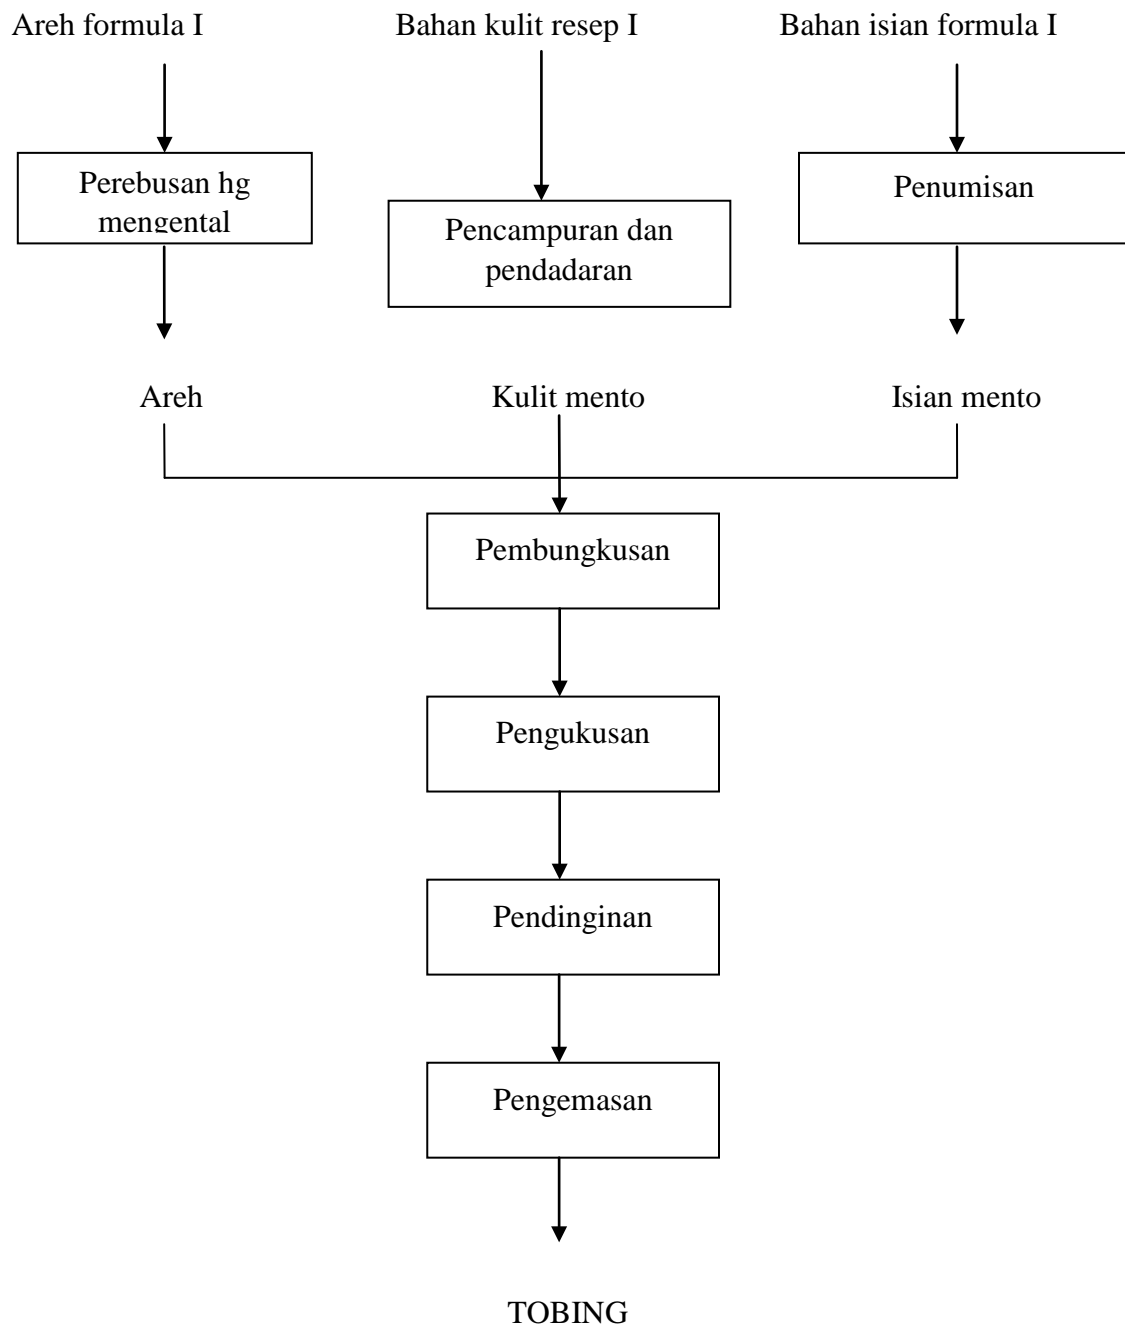 Areh formula I
Bahan kulit resep I
Bahan isian formula I
Perebusan hg
mengental
Pencampuran dan
pendadaran
Penumisan
Areh
Kulit mento
Isian mento
Pembungkusan
Pengukusan
Pendinginan
Pengemasan
TOBING